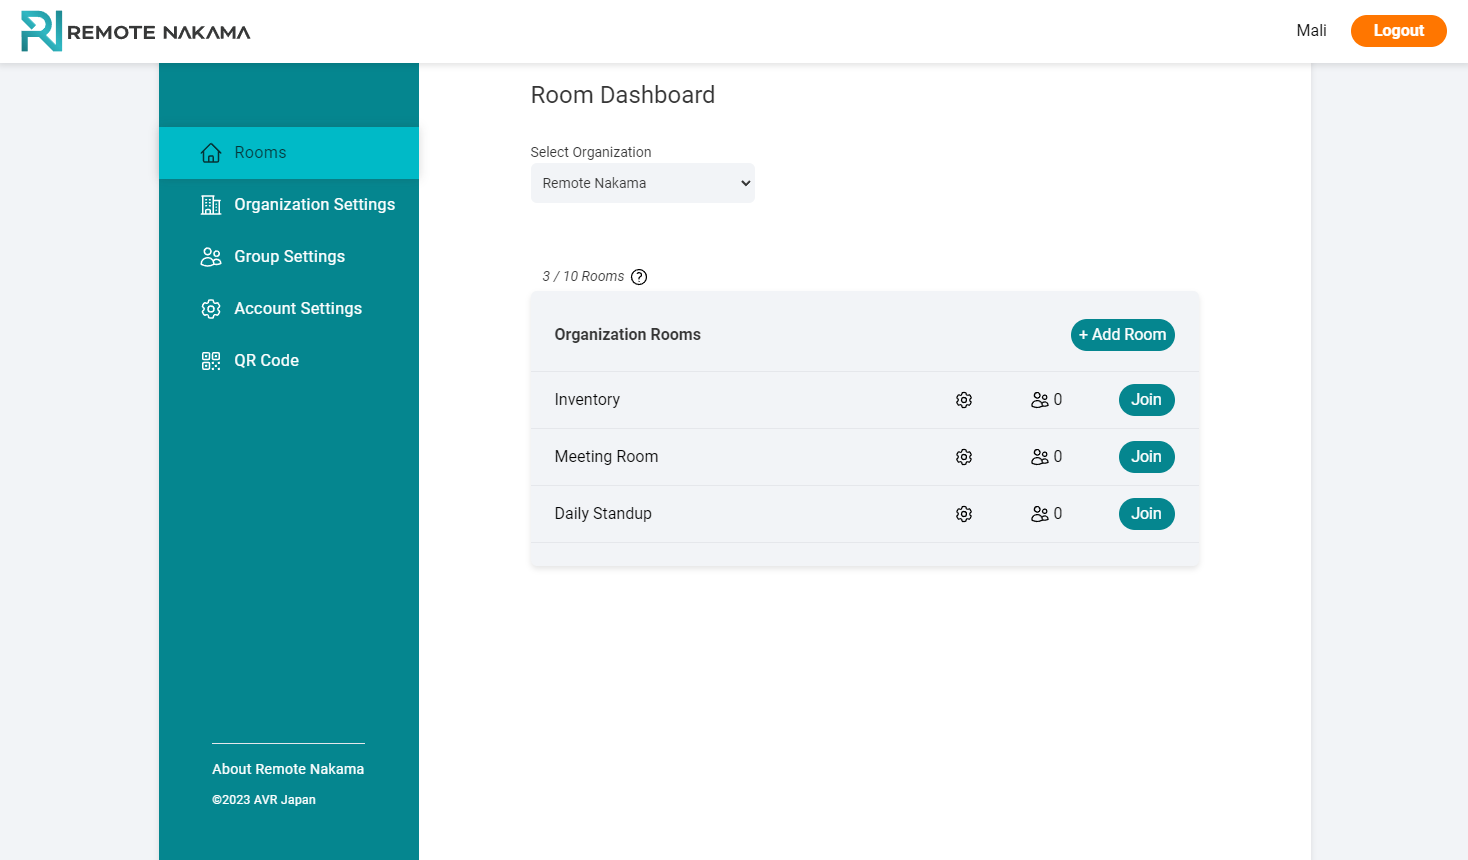 REMOTE NAKAMA
Mali
Logout
Rooms
Organization Settings
Group Settings
Account Settings
QR Code
About Remote Nakama
©2023 AVR Japan
Room Dashboard
Select Organization
Remote Nakama
3 / 10 Rooms ?
Organization Rooms
+ Add Room
Inventory 0 Join
Meeting Room 0 Join
Daily Standup 0 Join